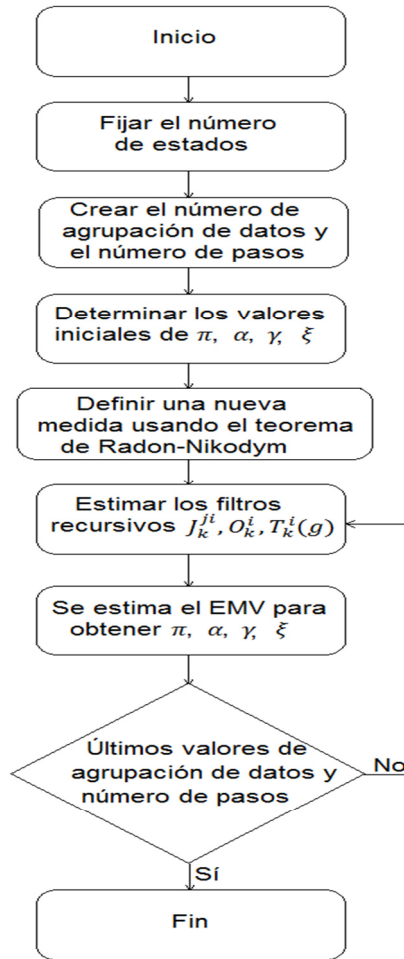 Inicio
Fijar el número
de estados
Crear el número de
agrupación de datos y
el número de pasos
Determinar los valores
iniciales de π, α, γ, ξ
Definir una nueva
medida usando el teorema
de Radon-Nikodym
Estimar los filtros
recursivos J_k^{ji}, O_k^i, T_k^i(g)
Se estima el EMV para
obtener π, α, γ, ξ
Últimos valores de
agrupación de datos y
número de pasos
No
Sí
Fin